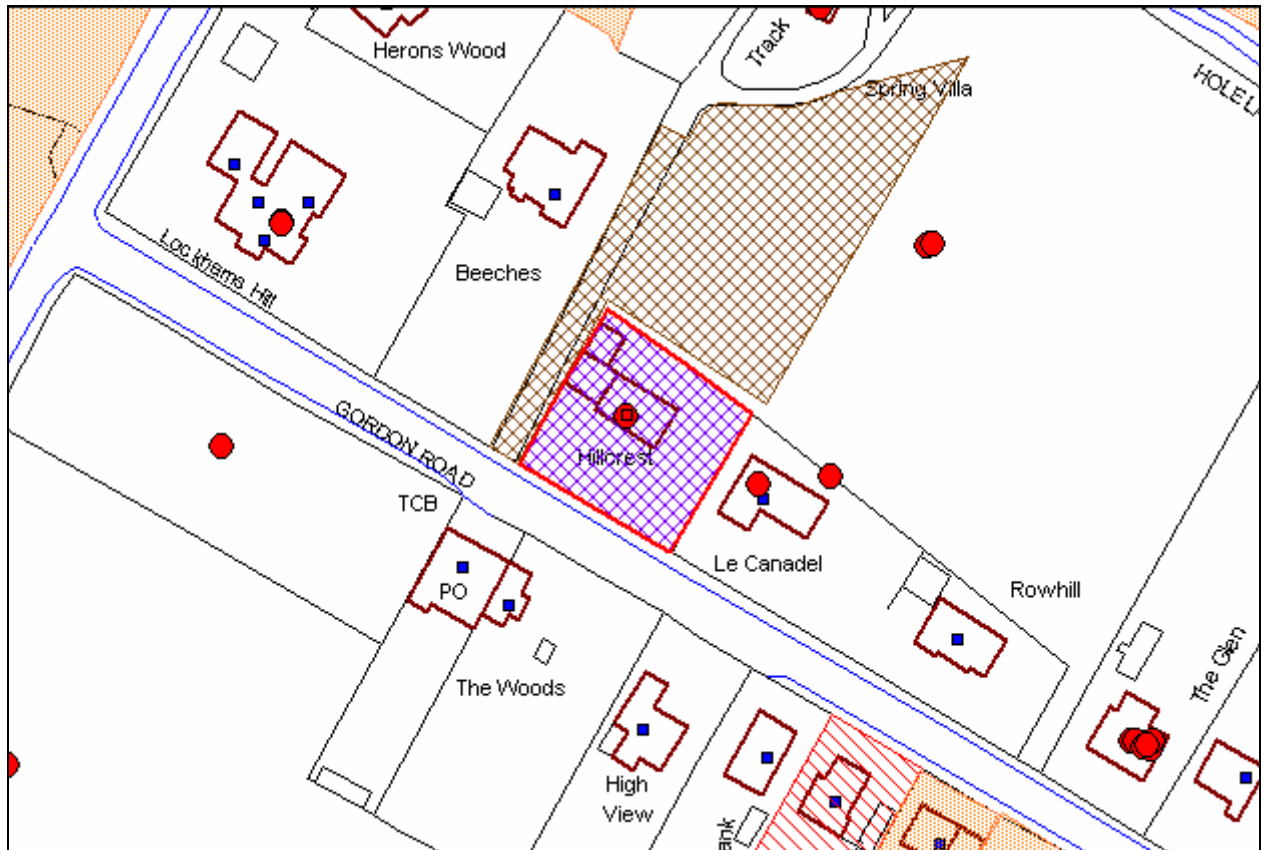 Herons Wood
Track
Spring Villa
HOLE L
Lockhams Hill
Beeches
GORDON ROAD
Hillcrest
TCB
PO
Le Canadel
Rowhill
The Glen
The Woods
High
View
ank